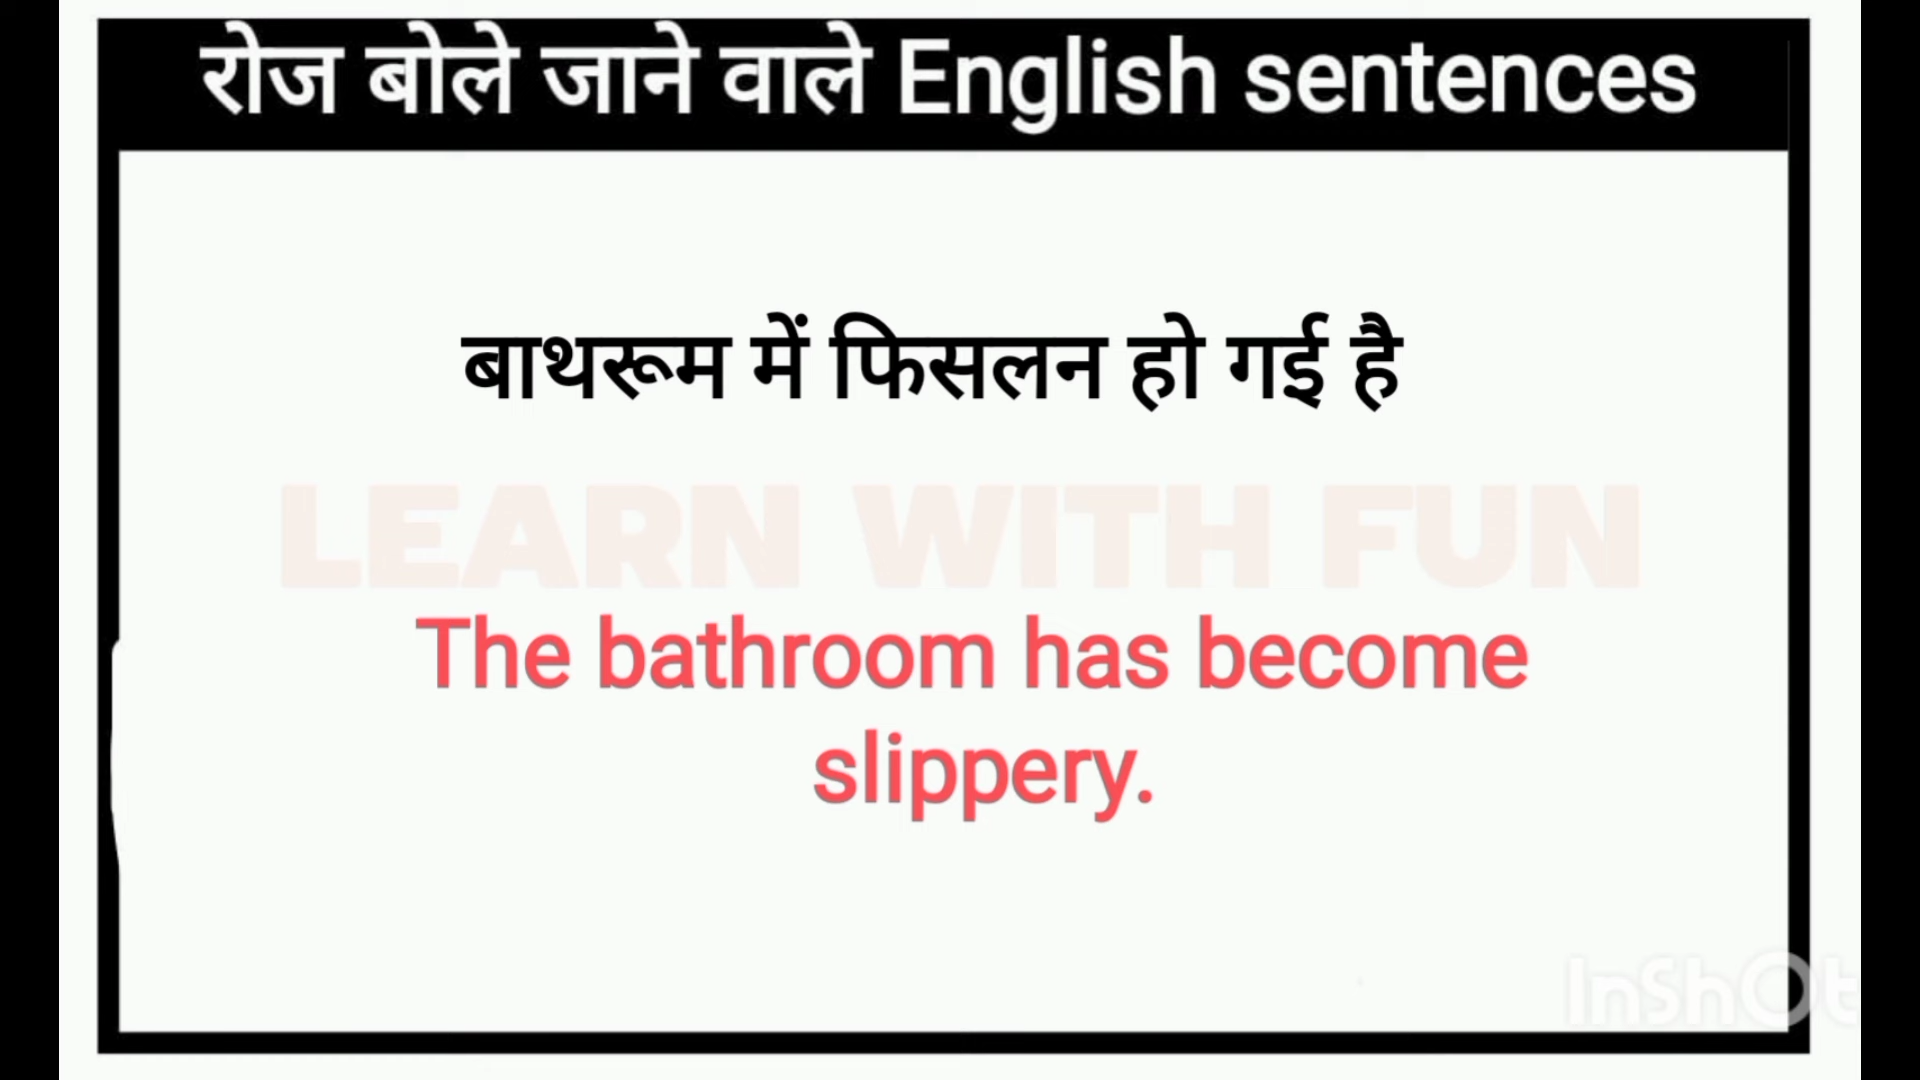 रोज बोले जाने वाले English sentences
बाथरूम में फिसलन हो गई है
LEARN WITH FUN
The bathroom has become
slippery.
InShOt